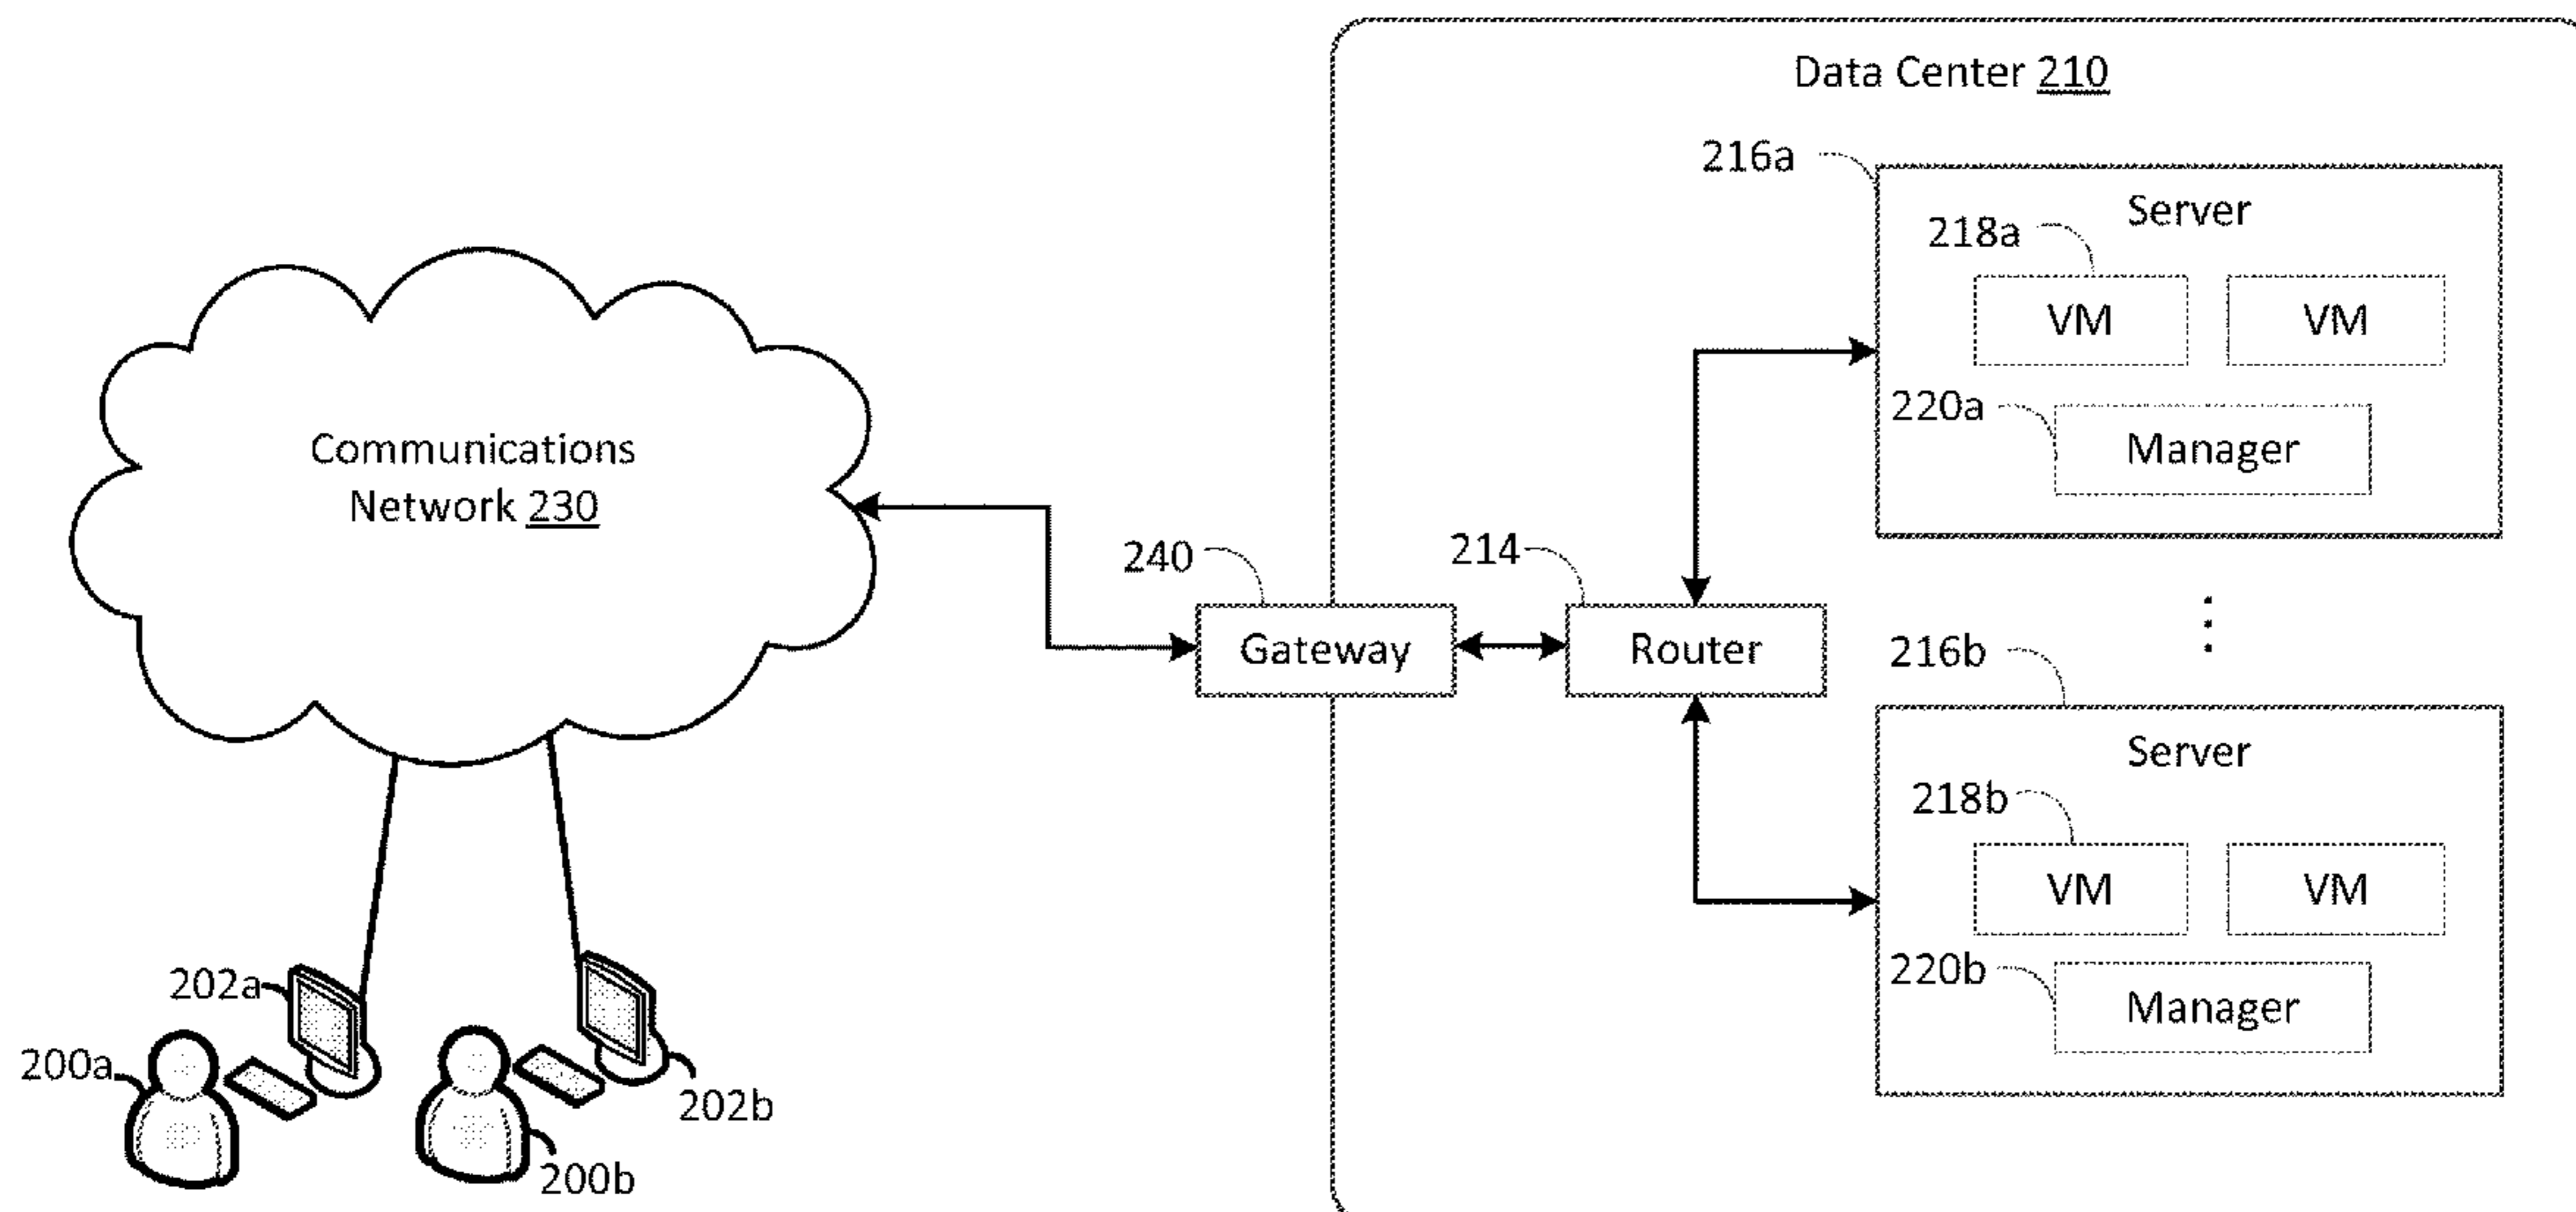 Data Center 210
216a
Server
218a
VM
VM
220a
Manager
Communications
Network 230
240
214
Gateway
Router
216b
Server
218b
VM
VM
220b
Manager
202a
200a
202b
200b